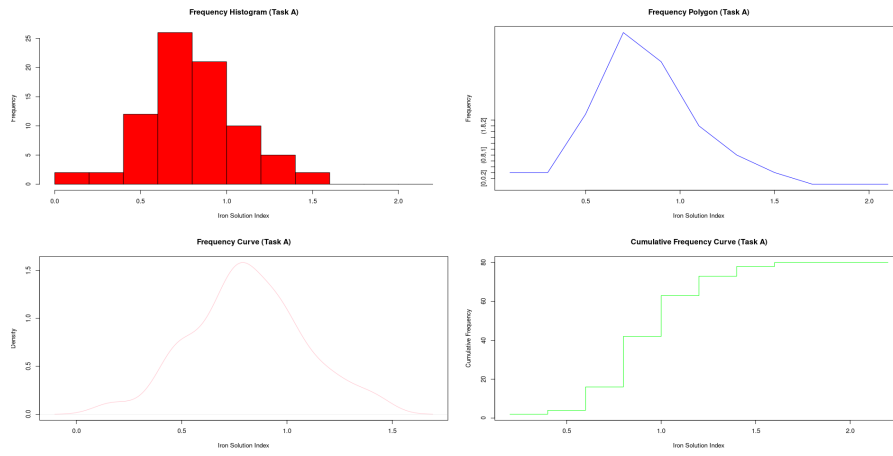 Frequency Histogram (Task A)
Frequency
25
20
15
10
5
0
0.0 0.5 1.0 1.5 2.0
Iron Solution Index
Frequency Polygon (Task A)
Frequency
(1.8,2]
(0.8,1]
[0,0.2]
0.5 1.0 1.5 2.0
Iron Solution Index
Frequency Curve (Task A)
Density
1.5
1.0
0.5
0.0
0.0 0.5 1.0 1.5
Iron Solution Index
Cumulative Frequency Curve (Task A)
Cumulative Frequency
80
60
40
20
0
0.5 1.0 1.5 2.0
Iron Solution Index